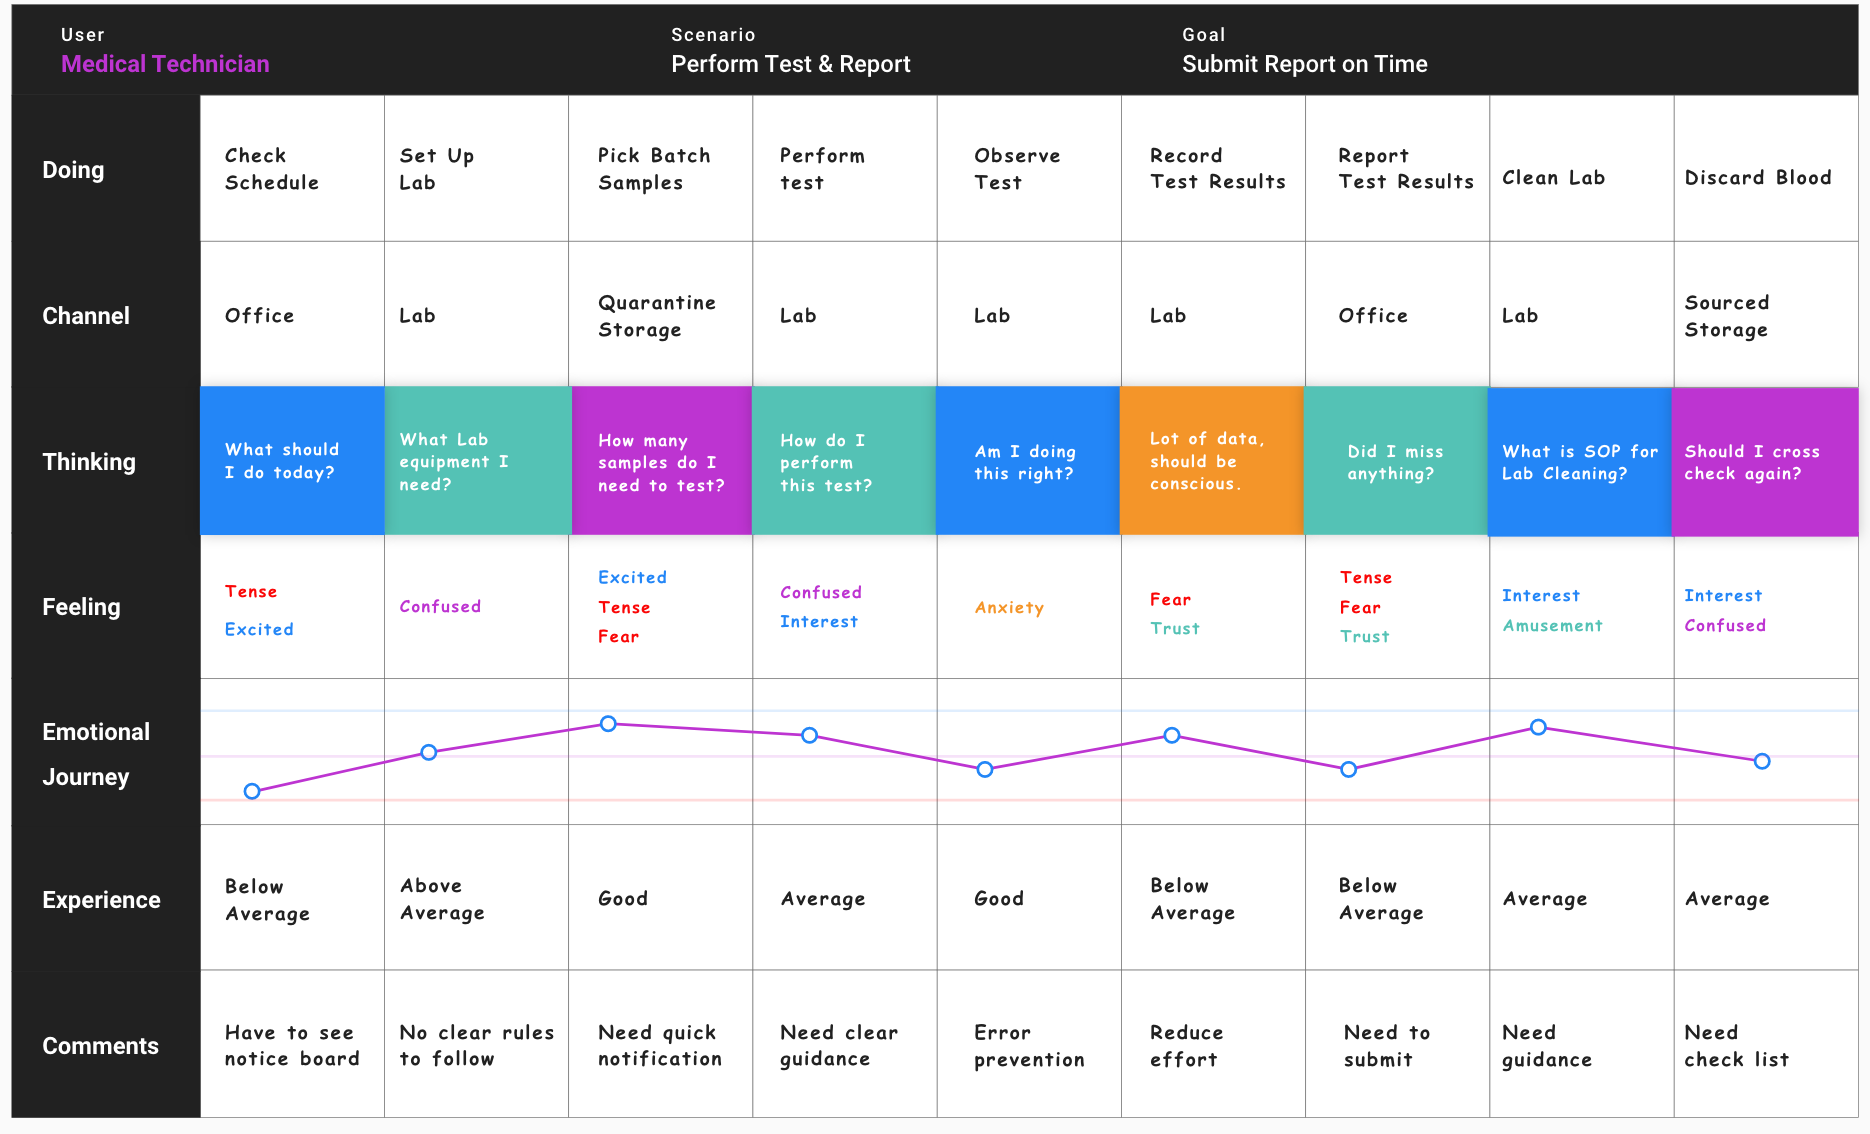 User
Medical Technician
Scenario
Perform Test & Report
Goal
Submit Report on Time
Doing
Check
Schedule
Set Up
Lab
Pick Batch
Samples
Perform
test
Observe
Test
Record
Test Results
Report
Test Results
Clean Lab
Discard Blood
Channel
Office
Lab
Quarantine
Storage
Lab
Lab
Lab
Office
Lab
Sourced
Storage
Thinking
What should
I do today?
What Lab
equipment I
need?
How many
samples do I
need to test?
How do I
perform
this test?
Am I doing
this right?
Lot of data,
should be
conscious.
Did I miss
anything?
What is SOP for
Lab Cleaning?
Should I cross
check again?
Feeling
Tense
Excited
Confused
Excited
Tense
Fear
Confused
Interest
Anxiety
Fear
Trust
Tense
Fear
Trust
Interest
Amusement
Interest
Confused
Emotional
Journey
Experience
Below
Average
Above
Average
Good
Average
Good
Below
Average
Below
Average
Average
Average
Comments
Have to see
notice board
No clear rules
to follow
Need quick
notification
Need clear
guidance
Error
prevention
Reduce
effort
Need to
submit
Need
guidance
Need
check list